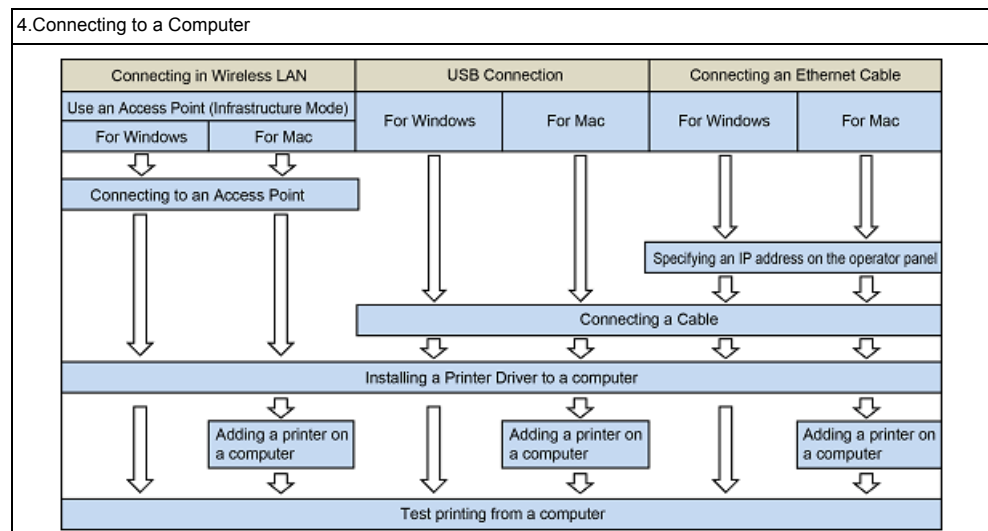 4.Connecting to a Computer
Connecting in Wireless LAN
USB Connection
Connecting an Ethernet Cable
Use an Access Point (Infrastructure Mode)
For Windows
For Mac
For Windows
For Mac
For Windows
For Mac
Connecting to an Access Point
Specifying an IP address on the operator panel
Connecting a Cable
Installing a Printer Driver to a computer
Adding a printer on
a computer
Adding a printer on
a computer
Adding a printer on
a computer
Test printing from a computer